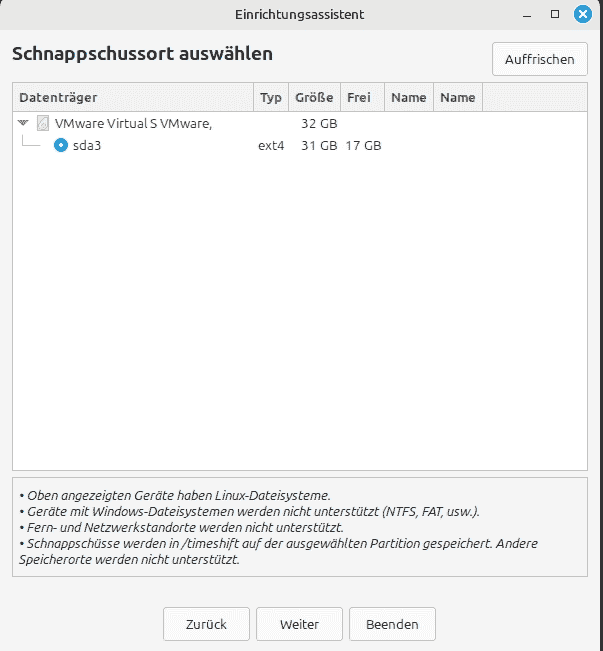 Einrichtungsassistent
Schnappschussort auswählen
Auffrischen
Datenträger Typ Größe Frei Name Name
VMware Virtual S VMware, 32 GB
sda3 ext4 31 GB 17 GB
• Oben angezeigten Geräte haben Linux-Dateisysteme.
• Geräte mit Windows-Dateisystemen werden nicht unterstützt (NTFS, FAT, usw.).
• Fern- und Netzwerkstandorte werden nicht unterstützt.
• Schnappschüsse werden in /timeshift auf der ausgewählten Partition gespeichert. Andere
Speicherorte werden nicht unterstützt.
Zurück Weiter Beenden